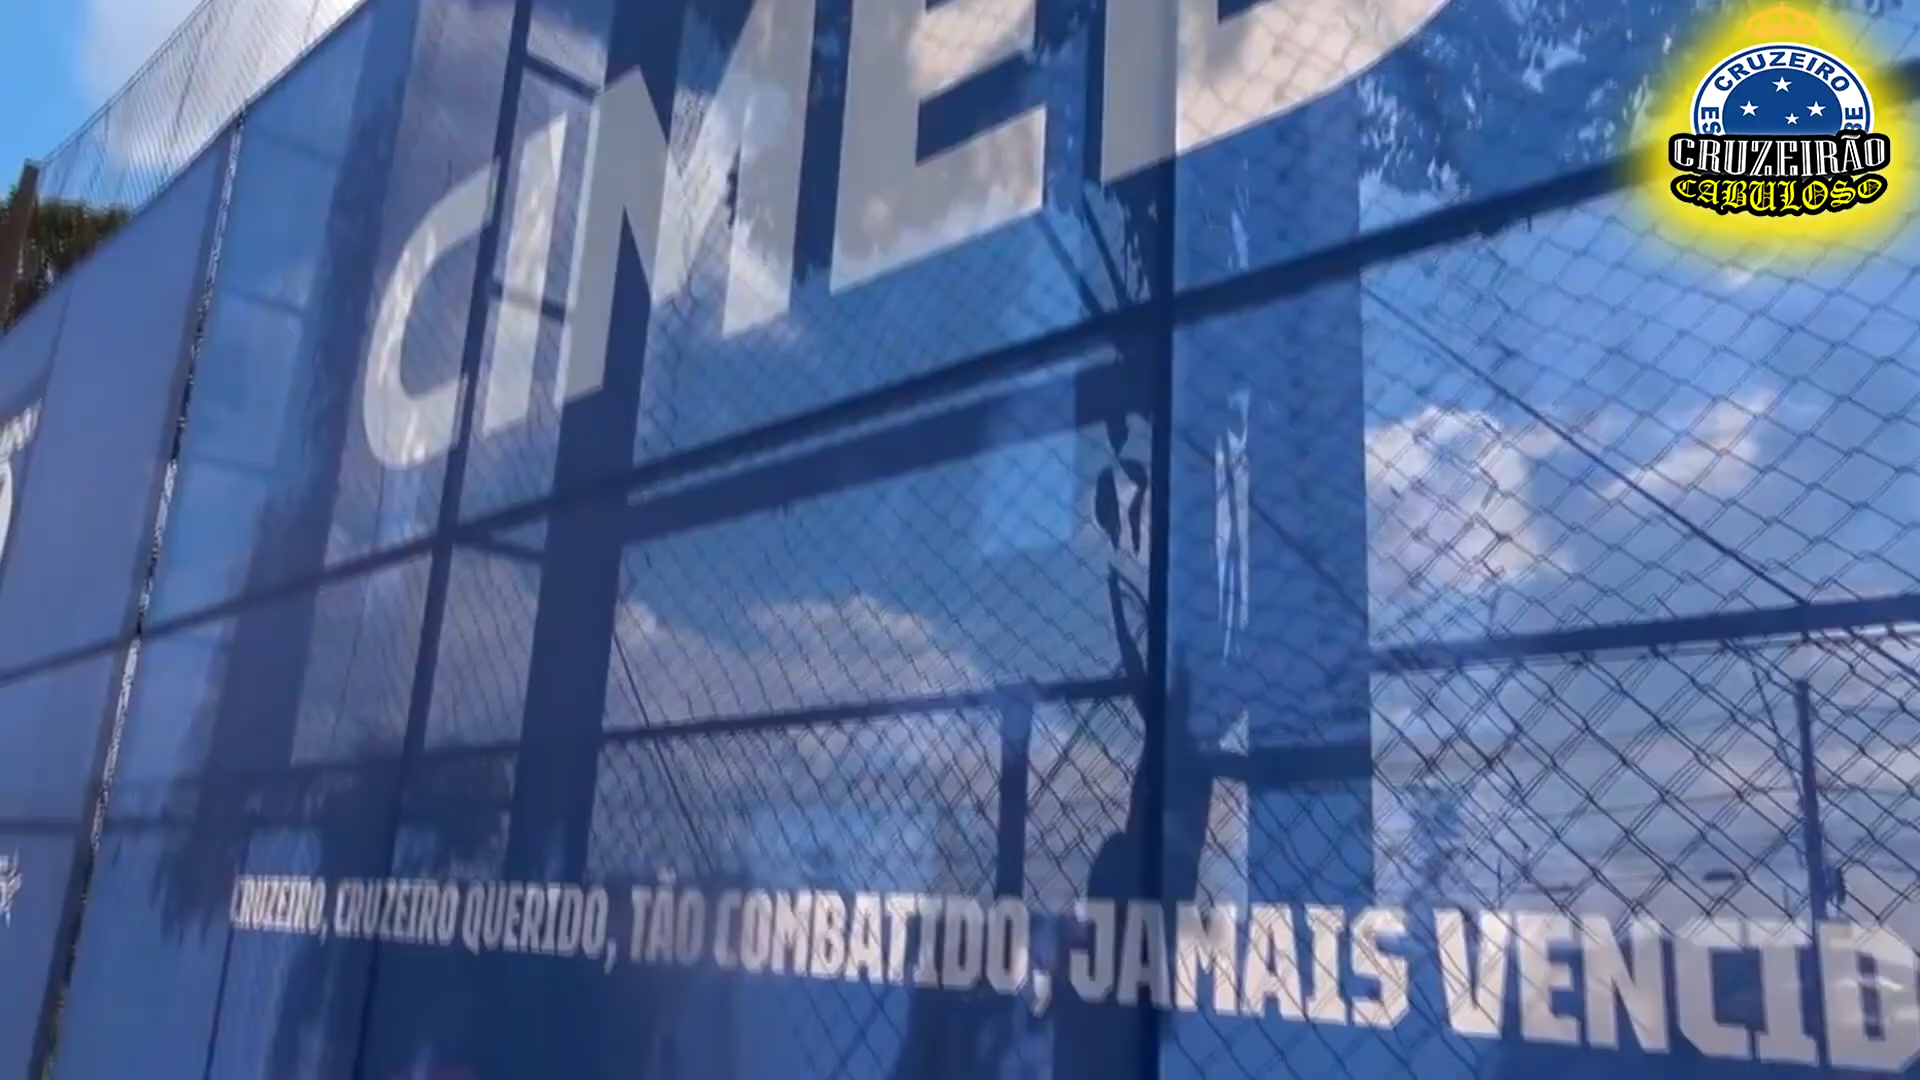 CIMED
CRUZEIRO, CRUZEIRO QUERIDO, TÃO COMBATIDO, JAMAIS VENCID
CRUZEIRO
CRUZEIRÃO
CABULOSO